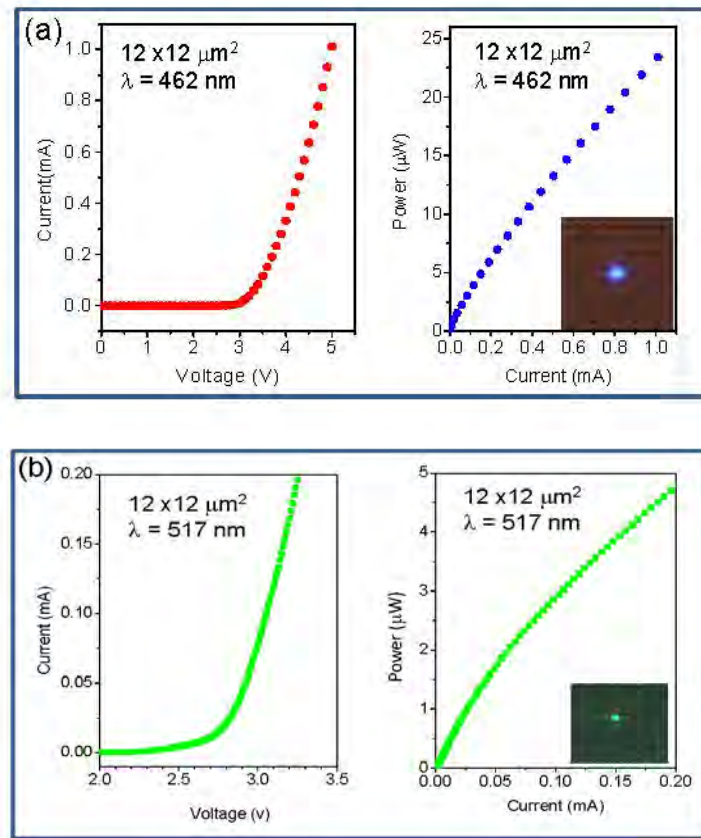 (a)
12 x12 μm²
λ = 462 nm
Current(mA)
1.0
0.8
0.6
0.4
0.2
0.0
0 1 2 3 4 5
Voltage (V)
12 x12 μm²
λ = 462 nm
Power (μW)
25
20
15
10
5
0
0.0 0.2 0.4 0.6 0.8 1.0
Current (mA)
(b)
12 x12 μm²
λ = 517 nm
Current (mA)
0.20
0.15
0.10
0.05
0.00
2.0 2.5 3.0 3.5
Voltage (v)
12 x12 μm²
λ = 517 nm
Power (μW)
5
4
3
2
1
0
0.00 0.05 0.10 0.15 0.20
Current (mA)